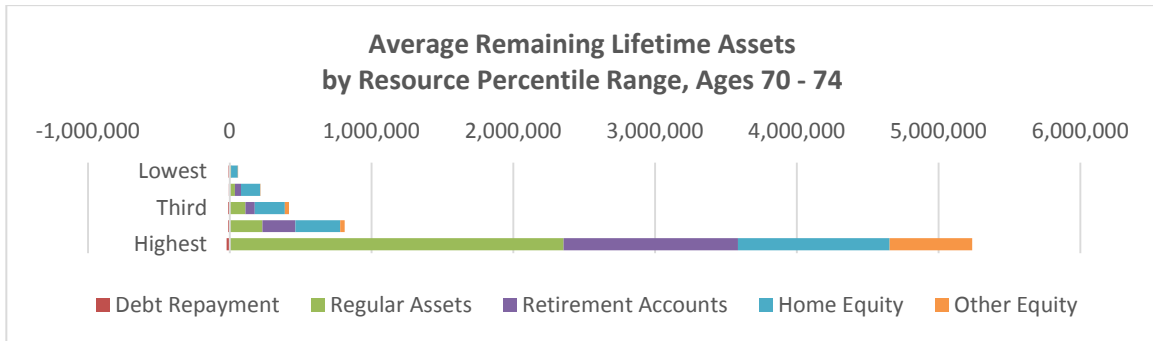 Average Remaining Lifetime Assets
by Resource Percentile Range, Ages 70 - 74
-1,000,000 0 1,000,000 2,000,000 3,000,000 4,000,000 5,000,000 6,000,000
Lowest
Third
Highest
Debt Repayment Regular Assets Retirement Accounts Home Equity Other Equity